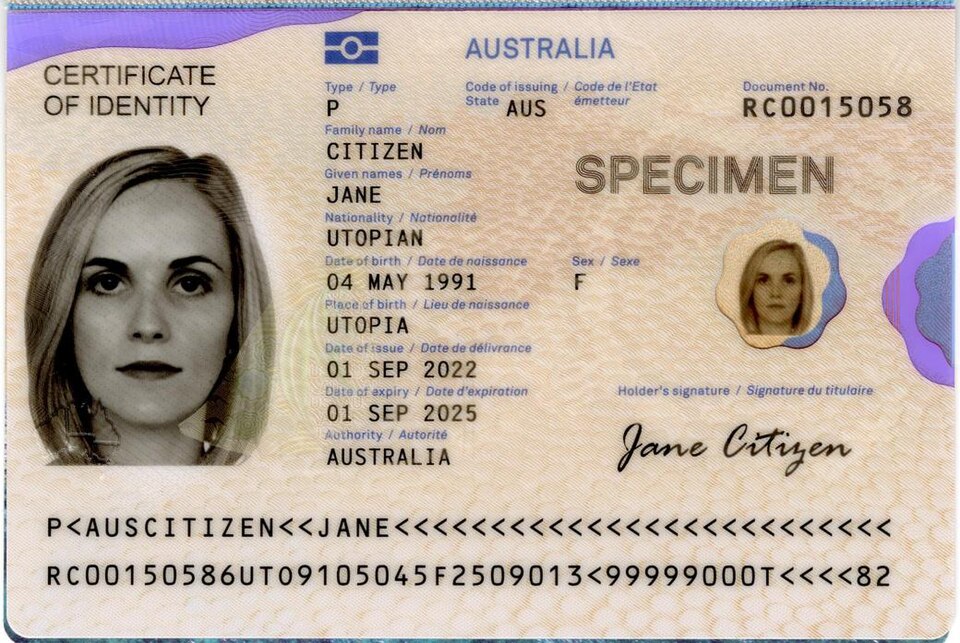 CERTIFICATE
OF IDENTITY
AUSTRALIA
Type / Type
P
Code of issuing / Code de l'Etat
State émetteur
AUS
Document No.
RC0015058
Family name / Nom
CITIZEN
SPECIMEN
Given names / Prénoms
JANE
Nationality / Nationalité
UTOPIAN
Date of birth / Date de naissance
04 MAY 1991
Sex / Sexe
F
Place of birth / Lieu de naissance
UTOPIA
Date of issue / Date de délivrance
01 SEP 2022
Date of expiry / Date d'expiration
01 SEP 2025
Holder's signature / Signature du titulaire
Jane Citizen
Authority / Autorité
AUSTRALIA
P<AUSCITIZEN<<JANE<<<<<<<<<<<<<<<<<<<<<<<<<<
RC00150586UTO9105045F2509013<99999000T<<<<82